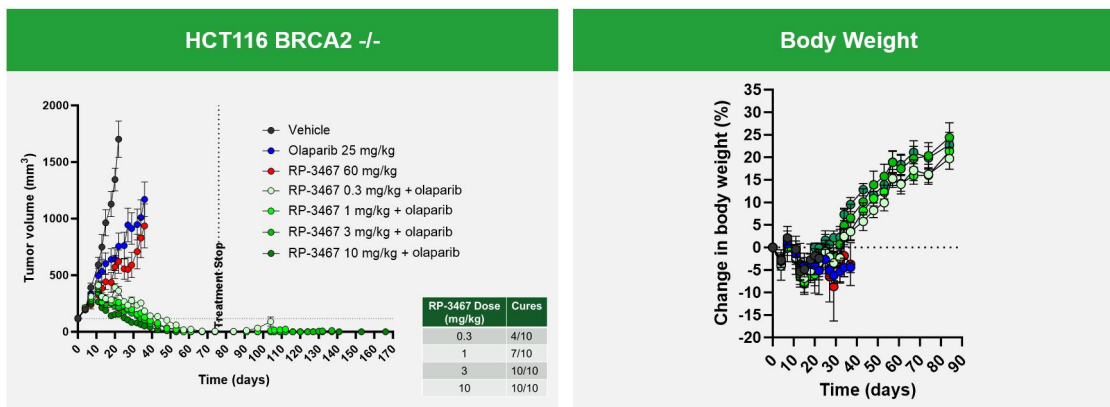 HCT116 BRCA2 -/-
Tumor volume (mm³)
2000
1500
1000
500
0
0 10 20 30 40 50 60 70 80 90 100 110 120 130 140 150 160 170
Time (days)
Treatment Stop
Vehicle
Olaparib 25 mg/kg
RP-3467 60 mg/kg
RP-3467 0.3 mg/kg + olaparib
RP-3467 1 mg/kg + olaparib
RP-3467 3 mg/kg + olaparib
RP-3467 10 mg/kg + olaparib
RP-3467 Dose (mg/kg) Cures
0.3 4/10
1 7/10
3 10/10
10 10/10
Body Weight
Change in body weight (%)
35
30
25
20
15
10
5
0
-5
-10
-15
-20
0 10 20 30 40 50 60 70 80 90
Time (days)